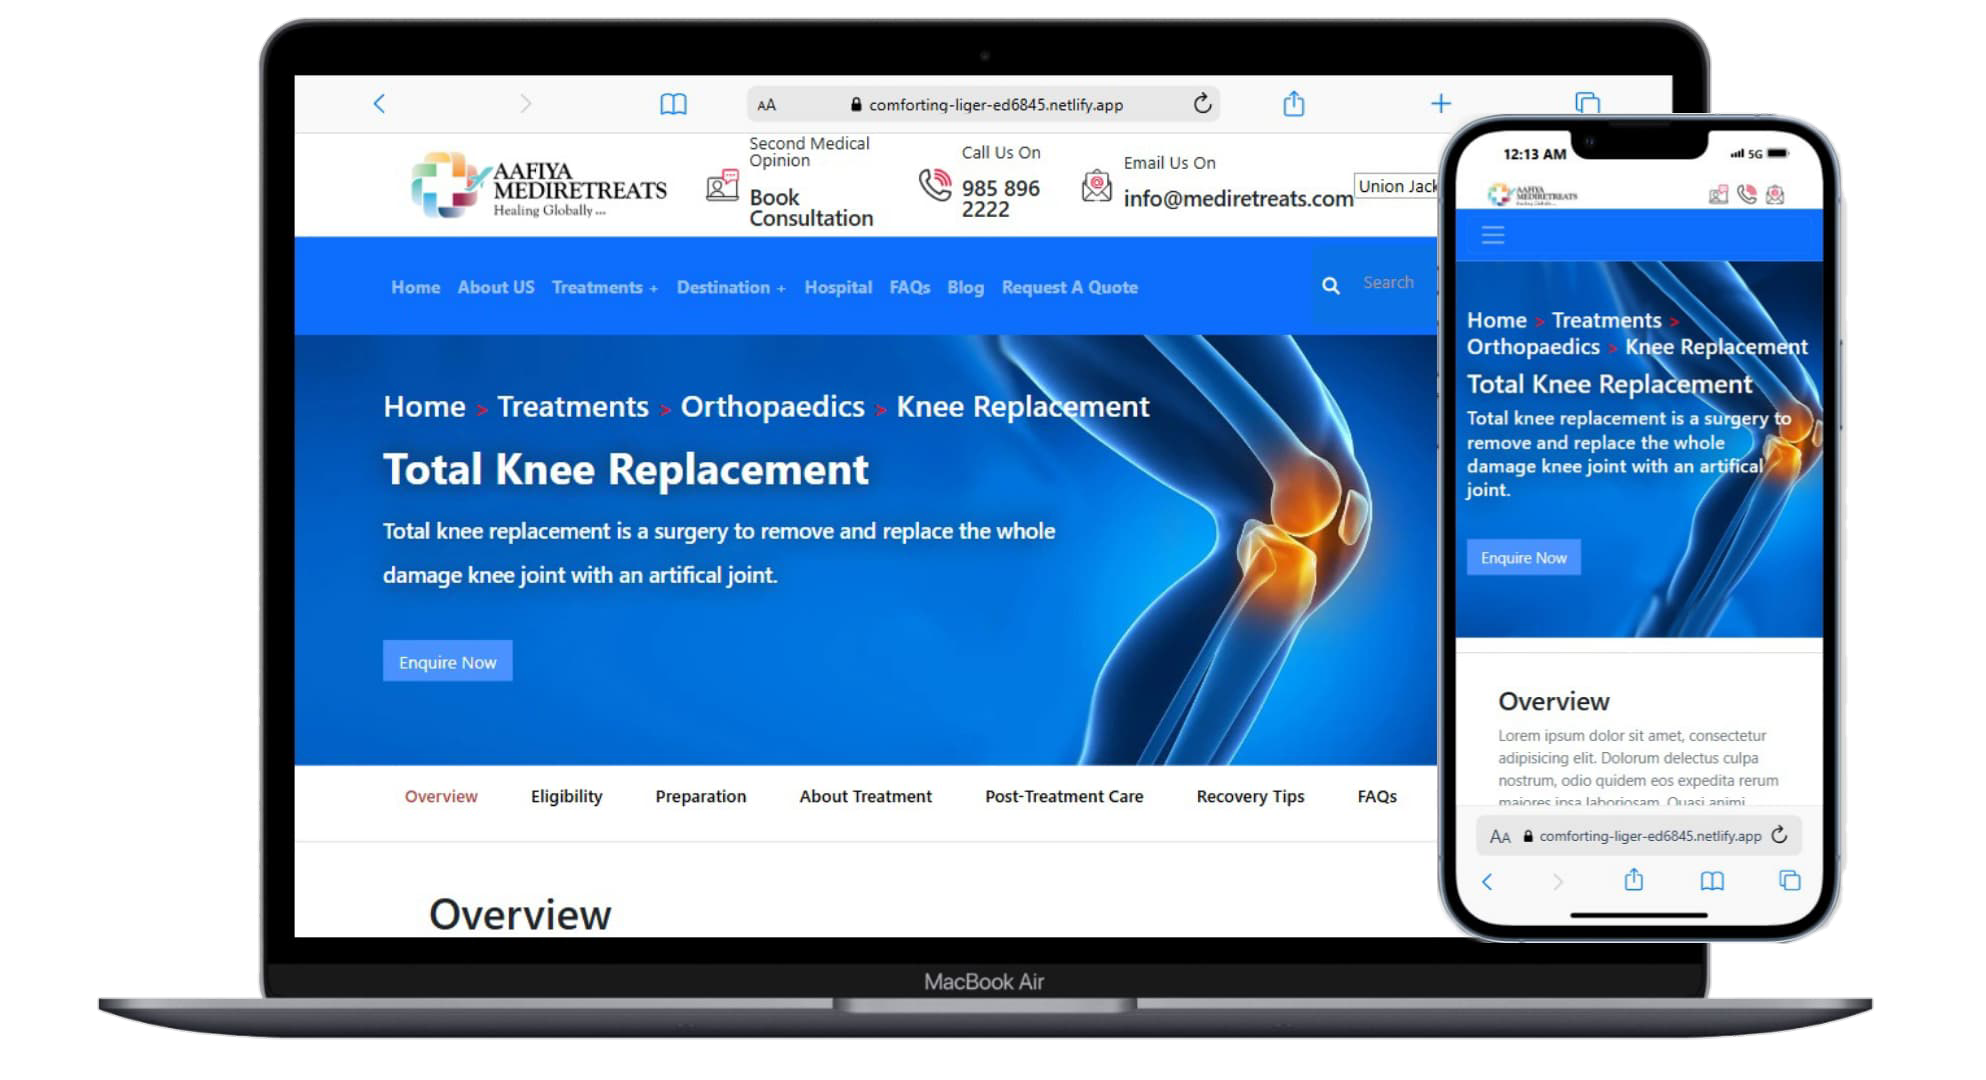 AA comforting-liger-ed6845.netlify.app
AAFIYA
MEDIRETREATS
Healing Globally ...
Second Medical
Opinion
Book
Consultation
Call Us On
985 896
2222
Email Us On
info@mediretreats.com
Union Jack
Home About US Treatments + Destination + Hospital FAQs Blog Request A Quote
Search
Home > Treatments > Orthopaedics > Knee Replacement
Total Knee Replacement
Total knee replacement is a surgery to remove and replace the whole
damage knee joint with an artifical joint.
Enquire Now
Overview Eligibility Preparation About Treatment Post-Treatment Care Recovery Tips FAQs
Overview
MacBook Air
12:13 AM 5G
AAFIYA
MEDIRETREATS
Healing Globally ...
Home > Treatments >
Orthopaedics > Knee Replacement
Total Knee Replacement
Total knee replacement is a surgery to
remove and replace the whole
damage knee joint with an artifical
joint.
Enquire Now
Overview
Lorem ipsum dolor sit amet, consectetur
adipisicing elit. Dolorum delectus culpa
nostrum, odio quidem eos expedita rerum
maiores ipsa laboriosam. Quasi animi
AA comforting-liger-ed6845.netlify.app